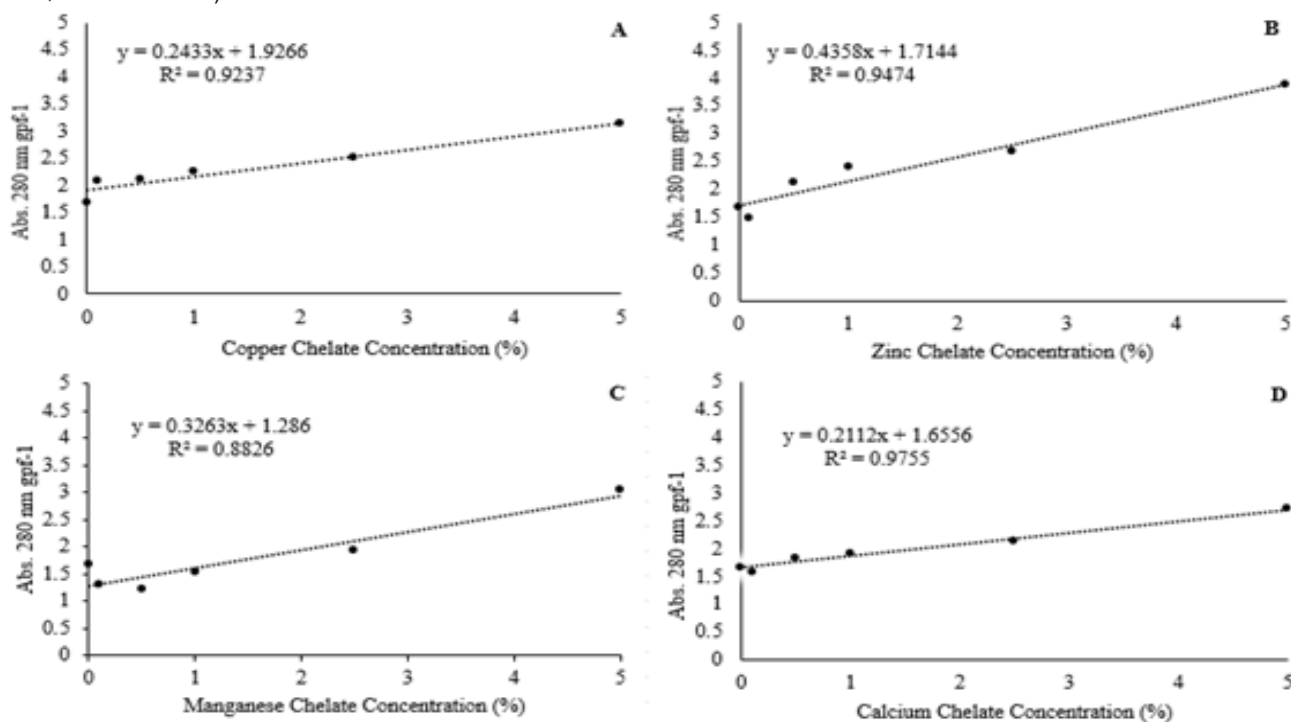 A
y = 0.2433x + 1.9266
R² = 0.9237
5
4.5
4
3.5
3
2.5
2
1.5
1
0.5
0
Abs. 280 nm gpf-1
0 1 2 3 4 5
Copper Chelate Concentration (%)
B
y = 0.4358x + 1.7144
R² = 0.9474
5
4.5
4
3.5
3
2.5
2
1.5
1
0.5
0
Abs. 280 nm gpf-1
0 1 2 3 4 5
Zinc Chelate Concentration (%)
C
y = 0.3263x + 1.286
R² = 0.8826
5
4.5
4
3.5
3
2.5
2
1.5
1
0.5
0
Abs. 280 nm gpf-1
0 1 2 3 4 5
Manganese Chelate Concentration (%)
D
y = 0.2112x + 1.6556
R² = 0.9755
5
4.5
4
3.5
3
2.5
2
1.5
1
0.5
0
Abs. 280 nm gpf-1
0 1 2 3 4 5
Calcium Chelate Concentration (%)